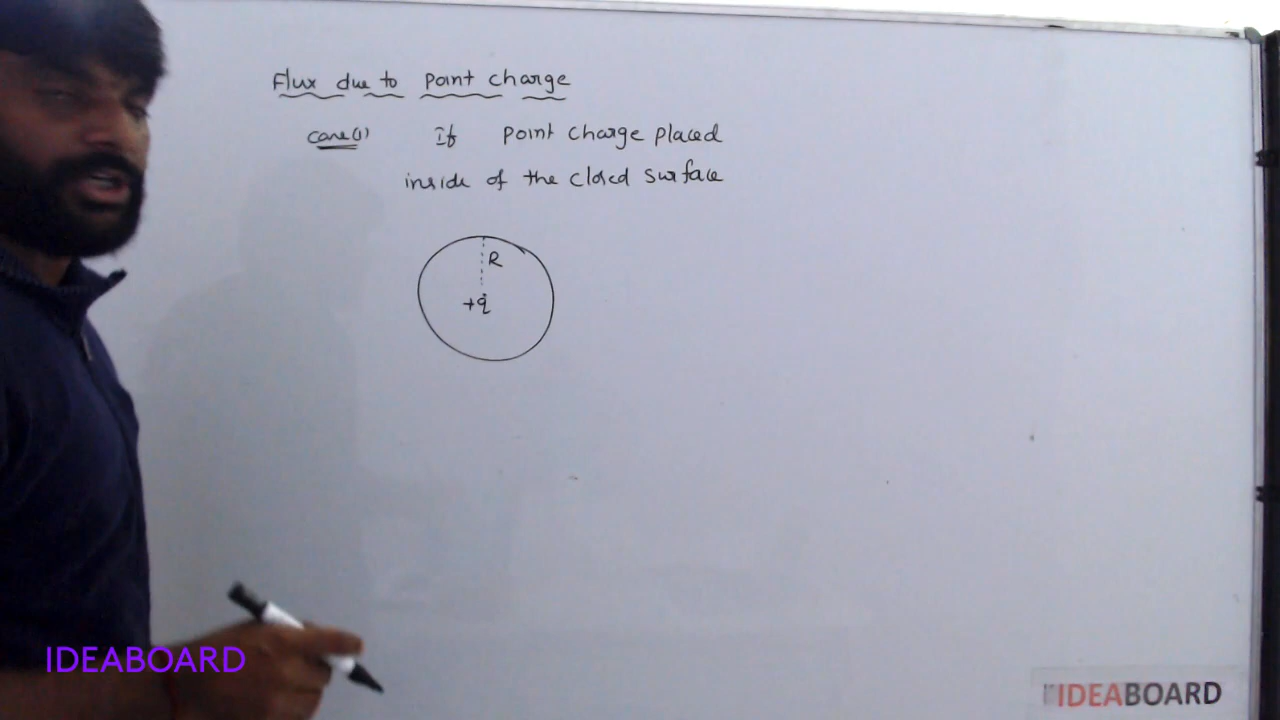 Flux due to point charge
Case(1) If point charge placed
inside of the closed surface
R
+q
IDEABOARD
IDEABOARD